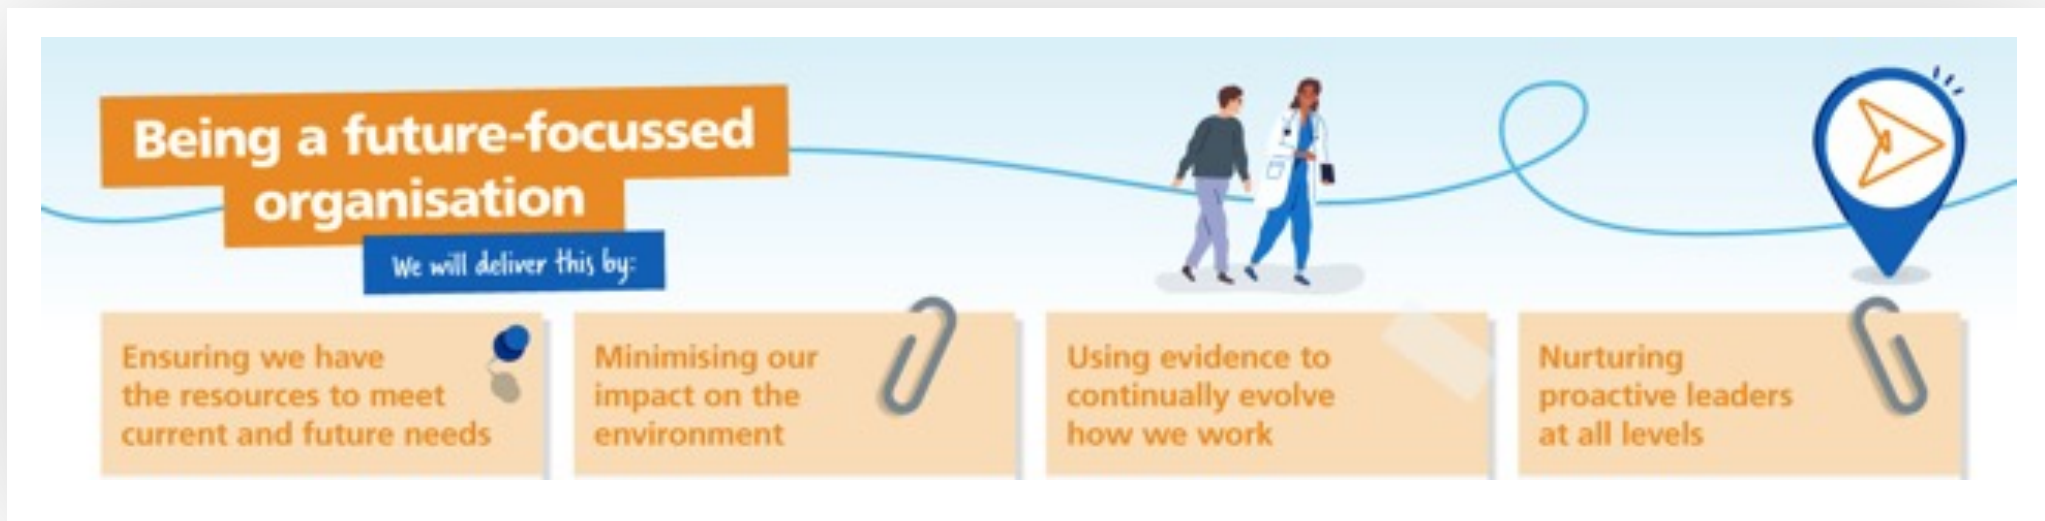 Being a future-focussed
organisation
We will deliver this by:
Ensuring we have
the resources to meet
current and future needs
Minimising our
impact on the
environment
Using evidence to
continually evolve
how we work
Nurturing
proactive leaders
at all levels